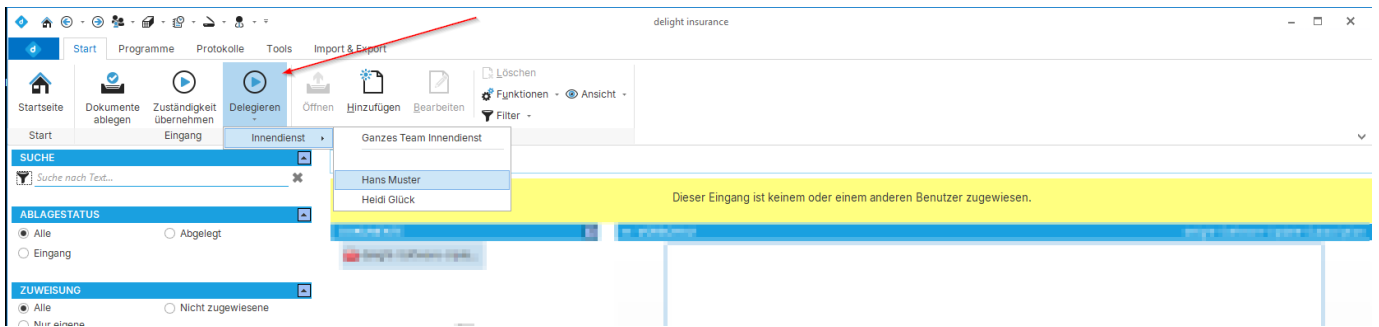 delight insurance
d Start Programme Protokolle Tools Import & Export
Startseite
Dokumente ablegen
Zuständigkeit übernehmen
Delegieren
Öffnen
Hinzufügen
Bearbeiten
Löschen
Funktionen
Ansicht
Filter
Start
Eingang
Innendienst
Ganzes Team Innendienst
Hans Muster
Heidi Glück
SUCHE
Suche nach Text...
Dieser Eingang ist keinem oder einem anderen Benutzer zugewiesen.
ABLAGESTATUS
Alle
Abgelegt
Eingang
ZUWEISUNG
Alle
Nicht zugewiesene
Nur eigene